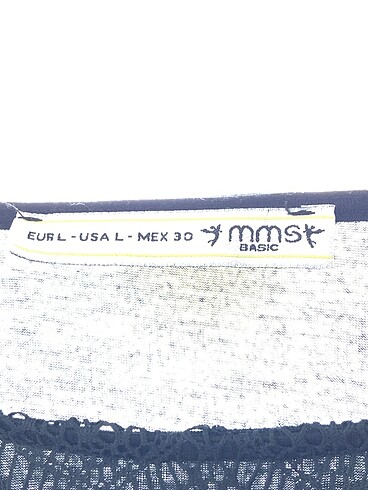 EUR L - USA L - MEX 30 mms
BASIC